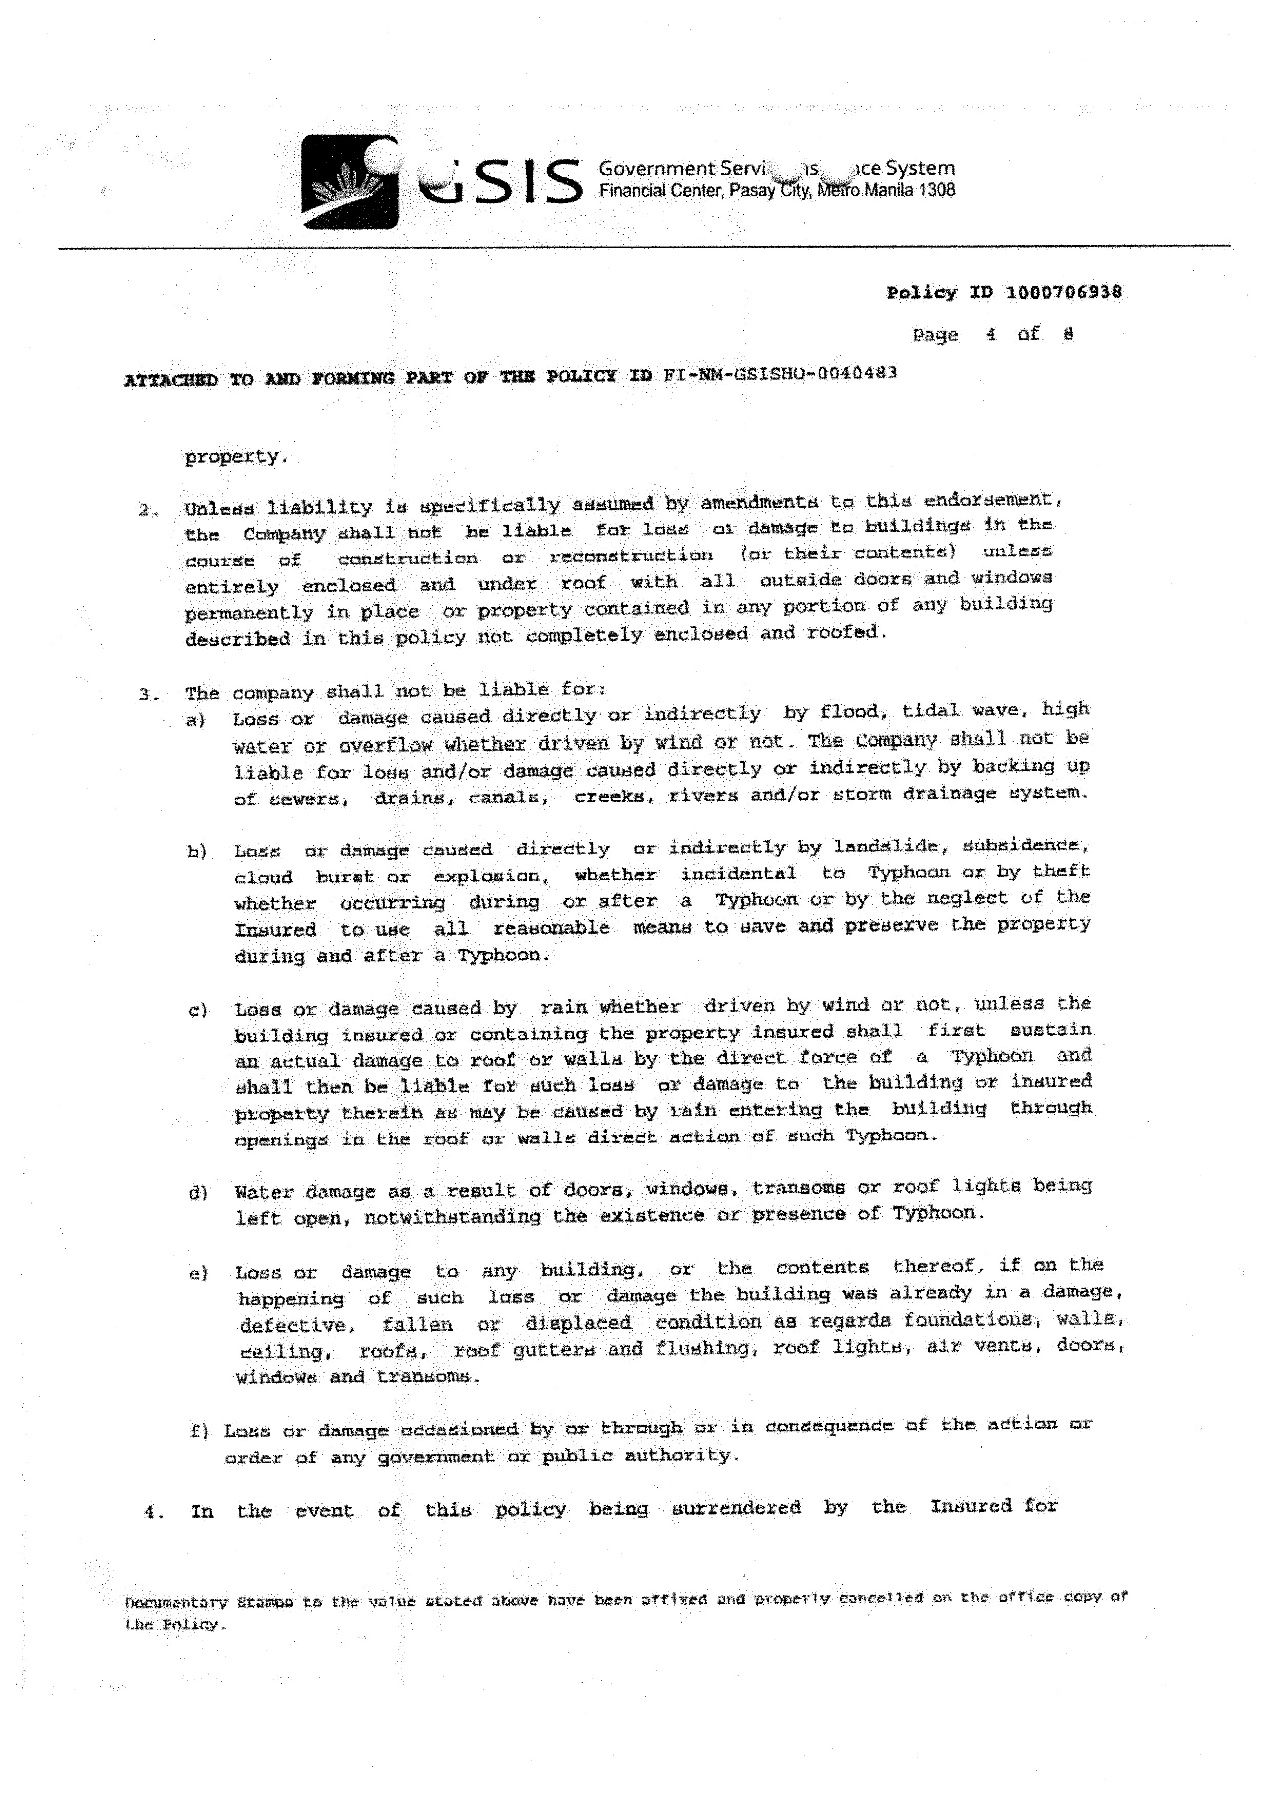 GSIS Government Service Insurance System
Financial Center, Pasay City, Metro Manila 1308
Policy ID 1000706938
Page 4 of 8
ATTACHED TO AND FORMING PART OF THE POLICY ID FI-NM-GSISHO-0040483
property.
2. Unless liability is specifically assumed by amendments to this endorsement,
the Company shall not be liable for loss or damage to buildings in the
course of construction or reconstruction (or their contents) unless
entirely enclosed and under roof with all outside doors and windows
permanently in place or property contained in any portion of any building
described in this policy not completely enclosed and roofed.
3. The company shall not be liable for:
a) Loss or damage caused directly or indirectly by flood, tidal wave, high
water or overflow whether driven by wind or not. The Company shall not be
liable for loss and/or damage caused directly or indirectly by backing up
of sewers, drains, canals, creeks, rivers and/or storm drainage system.
b) Loss or damage caused directly or indirectly by landslide, subsidence,
cloud burst or explosion, whether incidental to Typhoon or by theft
whether occurring during or after a Typhoon or by the neglect of the
Insured to use all reasonable means to save and preserve the property
during and after a Typhoon.
c) Loss or damage caused by rain whether driven by wind or not, unless the
building insured or containing the property insured shall first sustain
an actual damage to roof or walls by the direct force of a Typhoon and
shall then be liable for such loss or damage to the building or insured
property therein as may be caused by rain entering the building through
openings in the roof or walls direct action of such Typhoon.
d) Water damage as a result of doors, windows, transoms or roof lights being
left open, notwithstanding the existence or presence of Typhoon.
e) Loss or damage to any building, or the contents thereof, if on the
happening of such loss or damage the building was already in a damage,
defective, fallen or displaced condition as regards foundations, walls,
ceiling, roofs, roof gutters and flushing, roof lights, air vents, doors,
windows and transoms.
f) Loss or damage occasioned by or through or in consequence of the action or
order of any government or public authority.
4. In the event of this policy being surrendered by the Insured for
Documentary Stamps to the value stated above have been affixed and properly cancelled on the office copy of
the Policy.